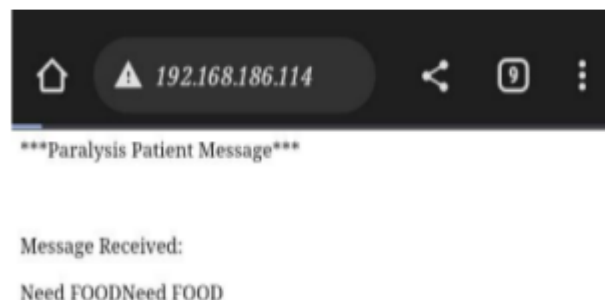 192.168.186.114
9
***Paralysis Patient Message***
Message Received:
Need FOODNeed FOOD